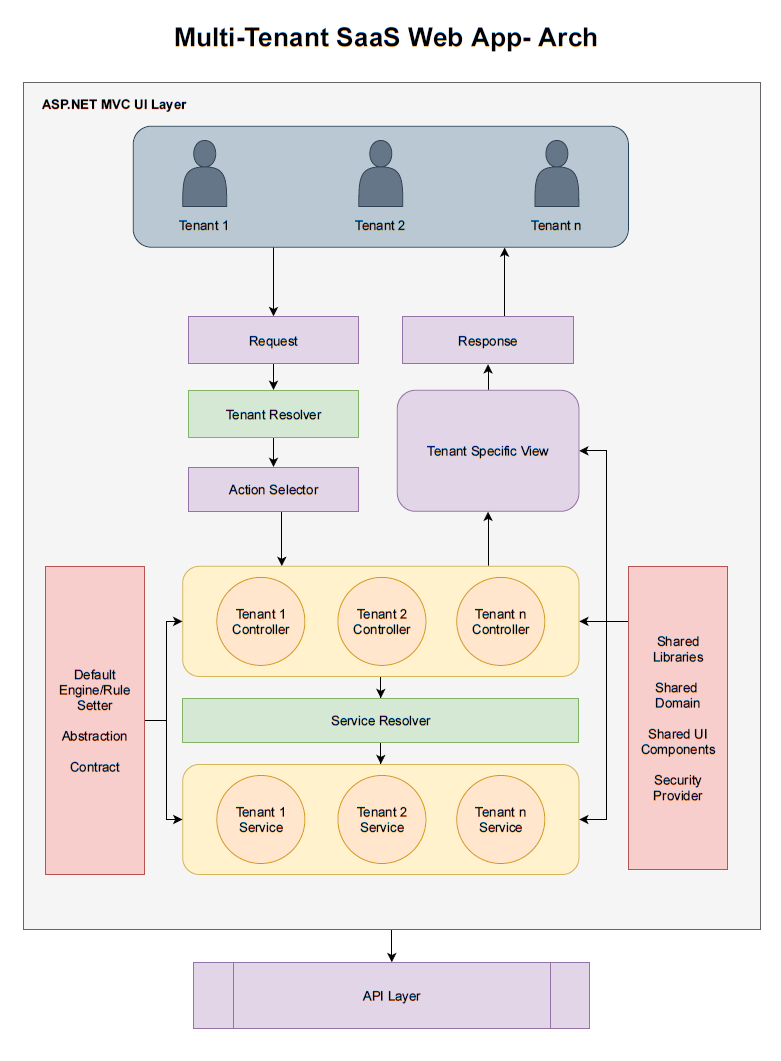 Multi-Tenant SaaS Web App- Arch
ASP.NET MVC UI Layer
Tenant 1
Tenant 2
Tenant n
Request
Response
Tenant Resolver
Tenant Specific View
Action Selector
Tenant 1
Controller
Tenant 2
Controller
Tenant n
Controller
Default
Engine/Rule
Setter
Abstraction
Contract
Shared
Libraries
Shared
Domain
Shared UI
Components
Security
Provider
Service Resolver
Tenant 1
Service
Tenant 2
Service
Tenant n
Service
API Layer